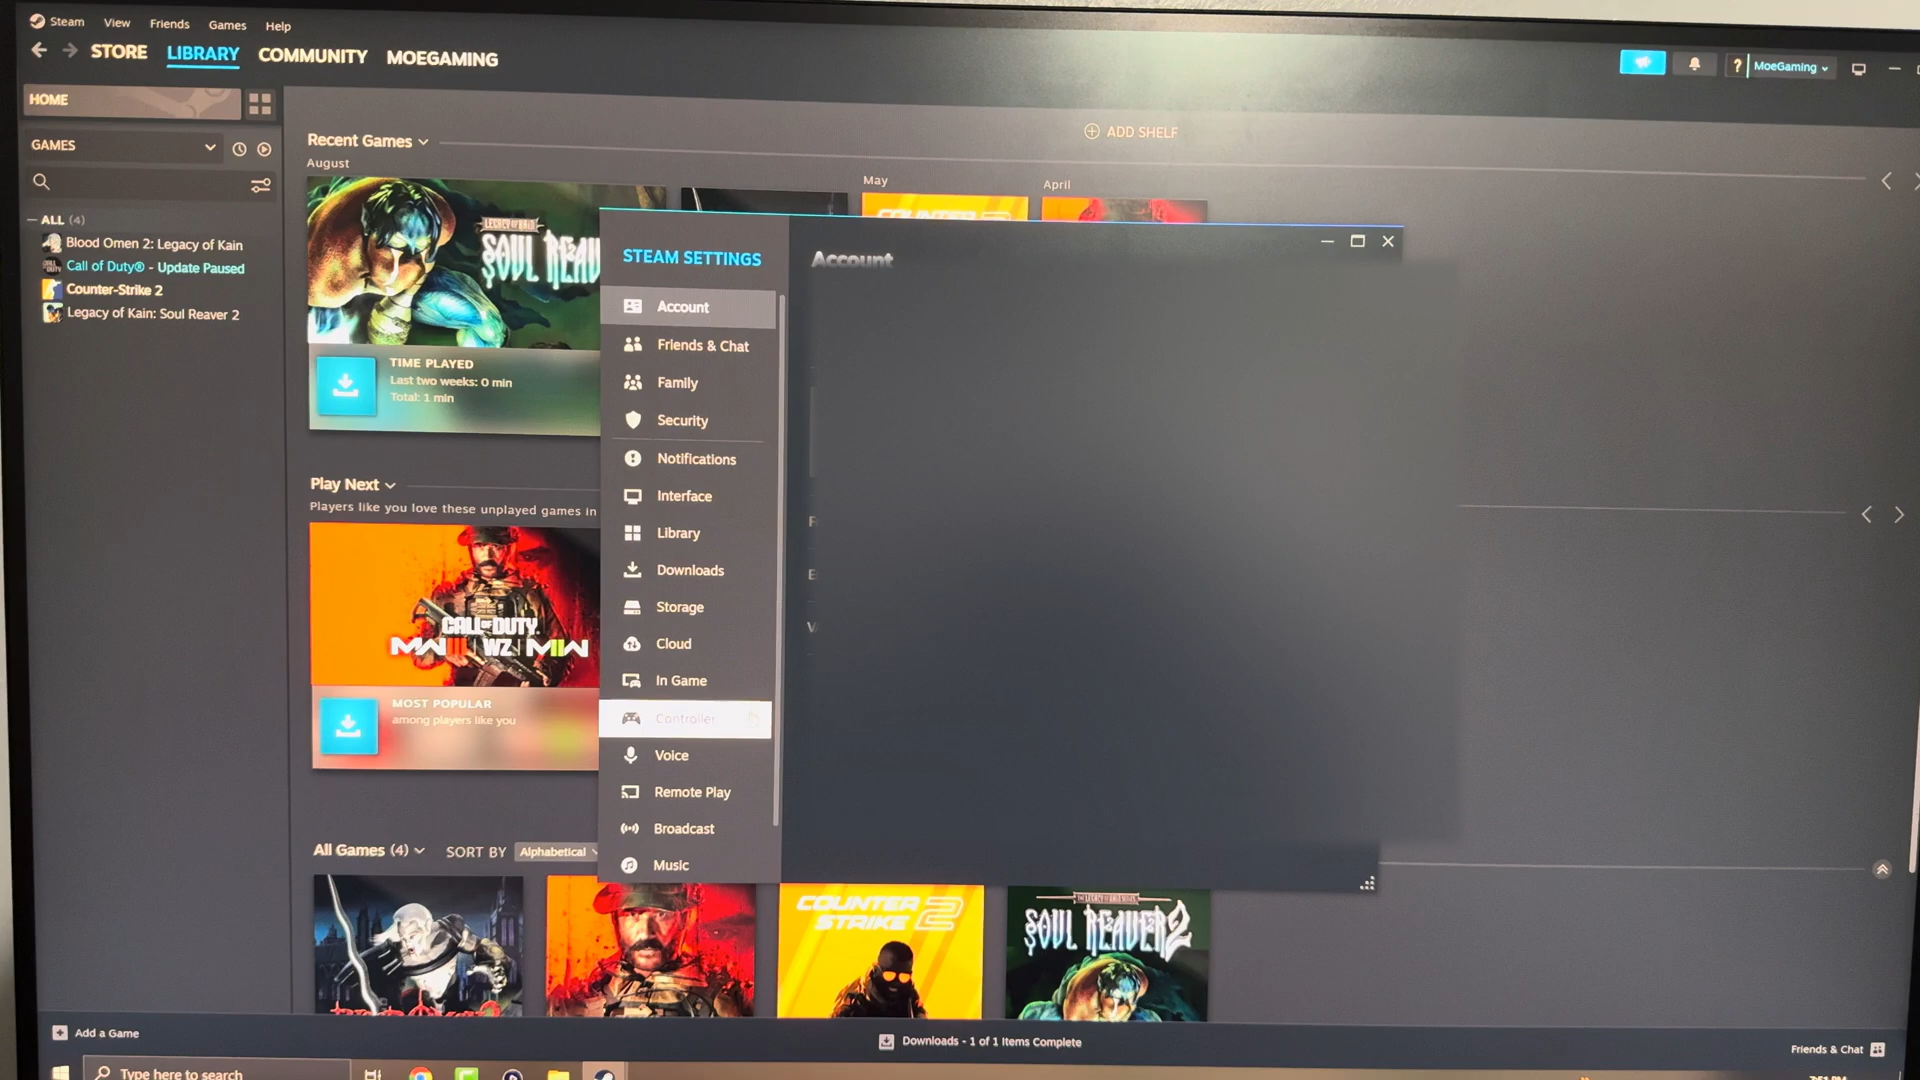 Steam View Friends Games Help
STORE LIBRARY COMMUNITY MOEGAMING
? MoeGaming
HOME
GAMES
ALL (4)
Blood Omen 2: Legacy of Kain
Call of Duty® - Update Paused
Counter-Strike 2
Legacy of Kain: Soul Reaver 2
Recent Games
ADD SHELF
August
May
April
LEGACY OF KAIN
SOUL REAV
COUNTER
TIME PLAYED
Last two weeks: 0 min
Total: 1 min
Play Next
Players like you love these unplayed games in
CALL OF DUTY
MWIII WZ MWII
MOST POPULAR
among players like you
STEAM SETTINGS
Account
Friends & Chat
Family
Security
Notifications
Interface
Library
Downloads
Storage
Cloud
In Game
Controller
Voice
Remote Play
Broadcast
Music
Account
All Games (4) SORT BY Alphabetical
COUNTER
STRIKE 2
SOUL REAVER 2
Add a Game
Downloads - 1 of 1 Items Complete
Friends & Chat
Type here to search